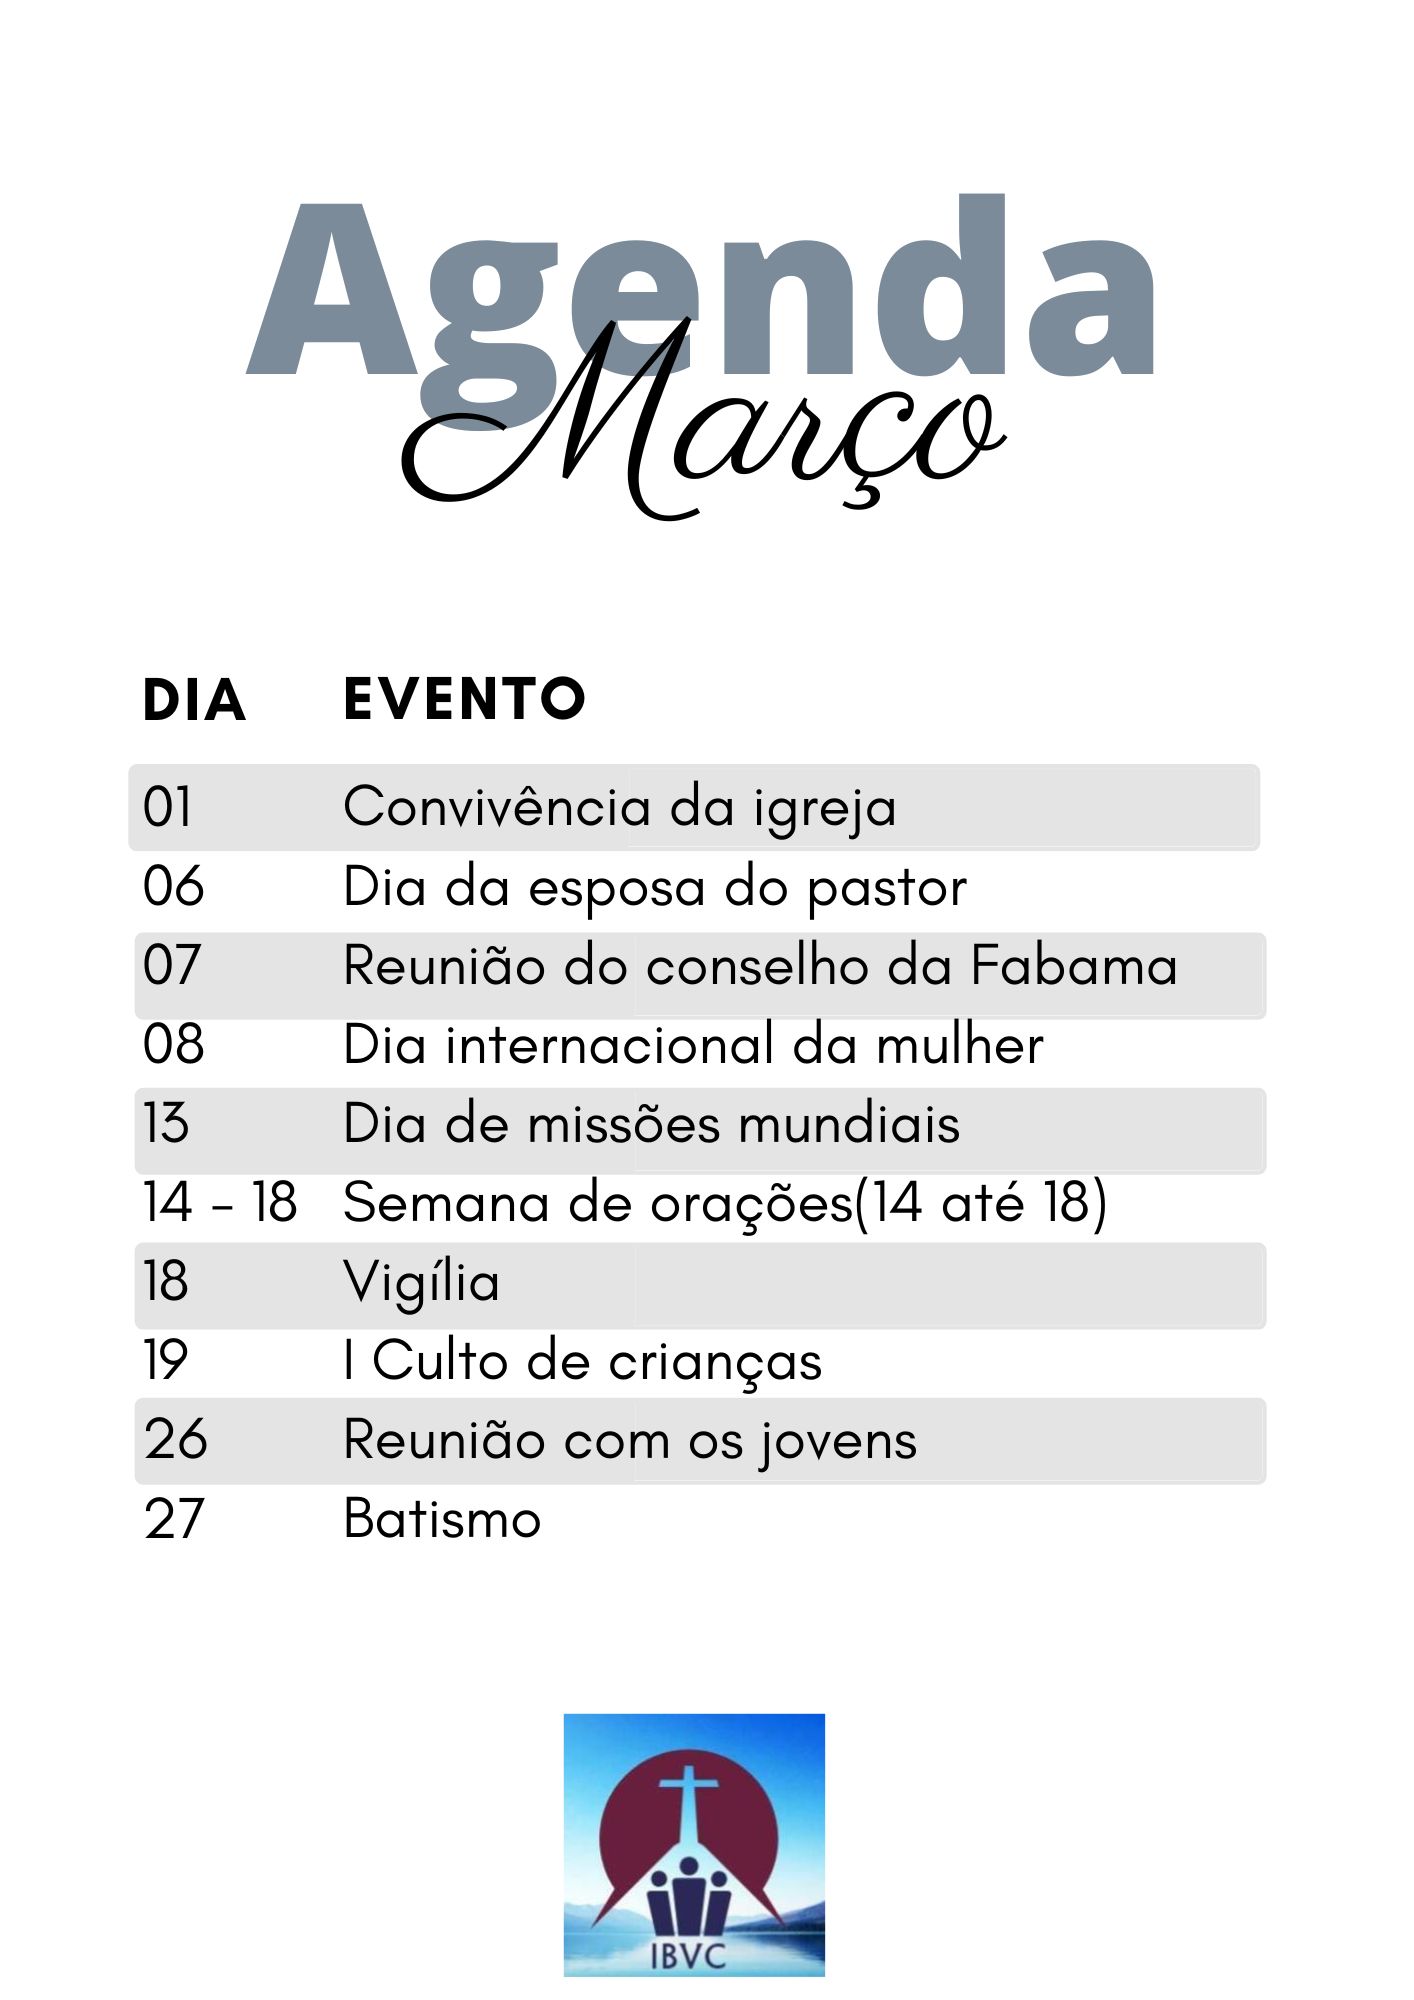 Agenda
Março
DIA EVENTO
01 Convivência da igreja
06 Dia da esposa do pastor
07 Reunião do conselho da Fabama
08 Dia internacional da mulher
13 Dia de missões mundiais
14 - 18 Semana de orações(14 até 18)
18 Vigília
19 I Culto de crianças
26 Reunião com os jovens
27 Batismo
IBVC